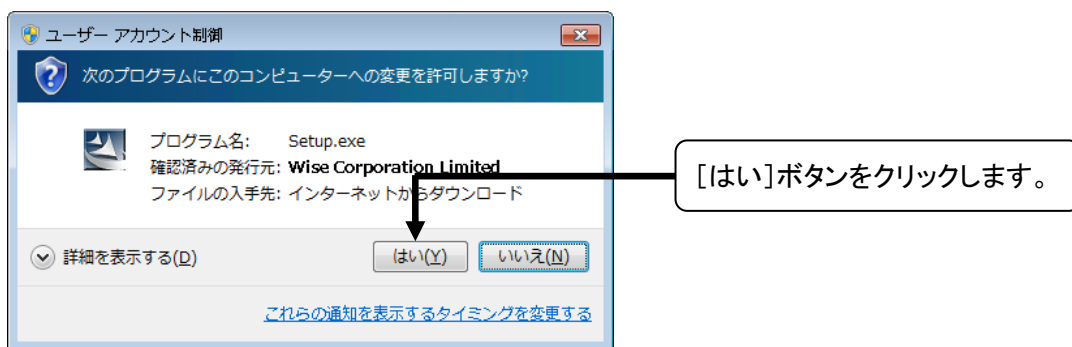 ユーザー アカウント制御
次のプログラムにこのコンピューターへの変更を許可しますか?
プログラム名: Setup.exe
確認済みの発行元: Wise Corporation Limited
ファイルの入手先: インターネットからダウンロード
[はい]ボタンをクリックします。
詳細を表示する(D)
はい(Y)
いいえ(N)
これらの通知を表示するタイミングを変更する